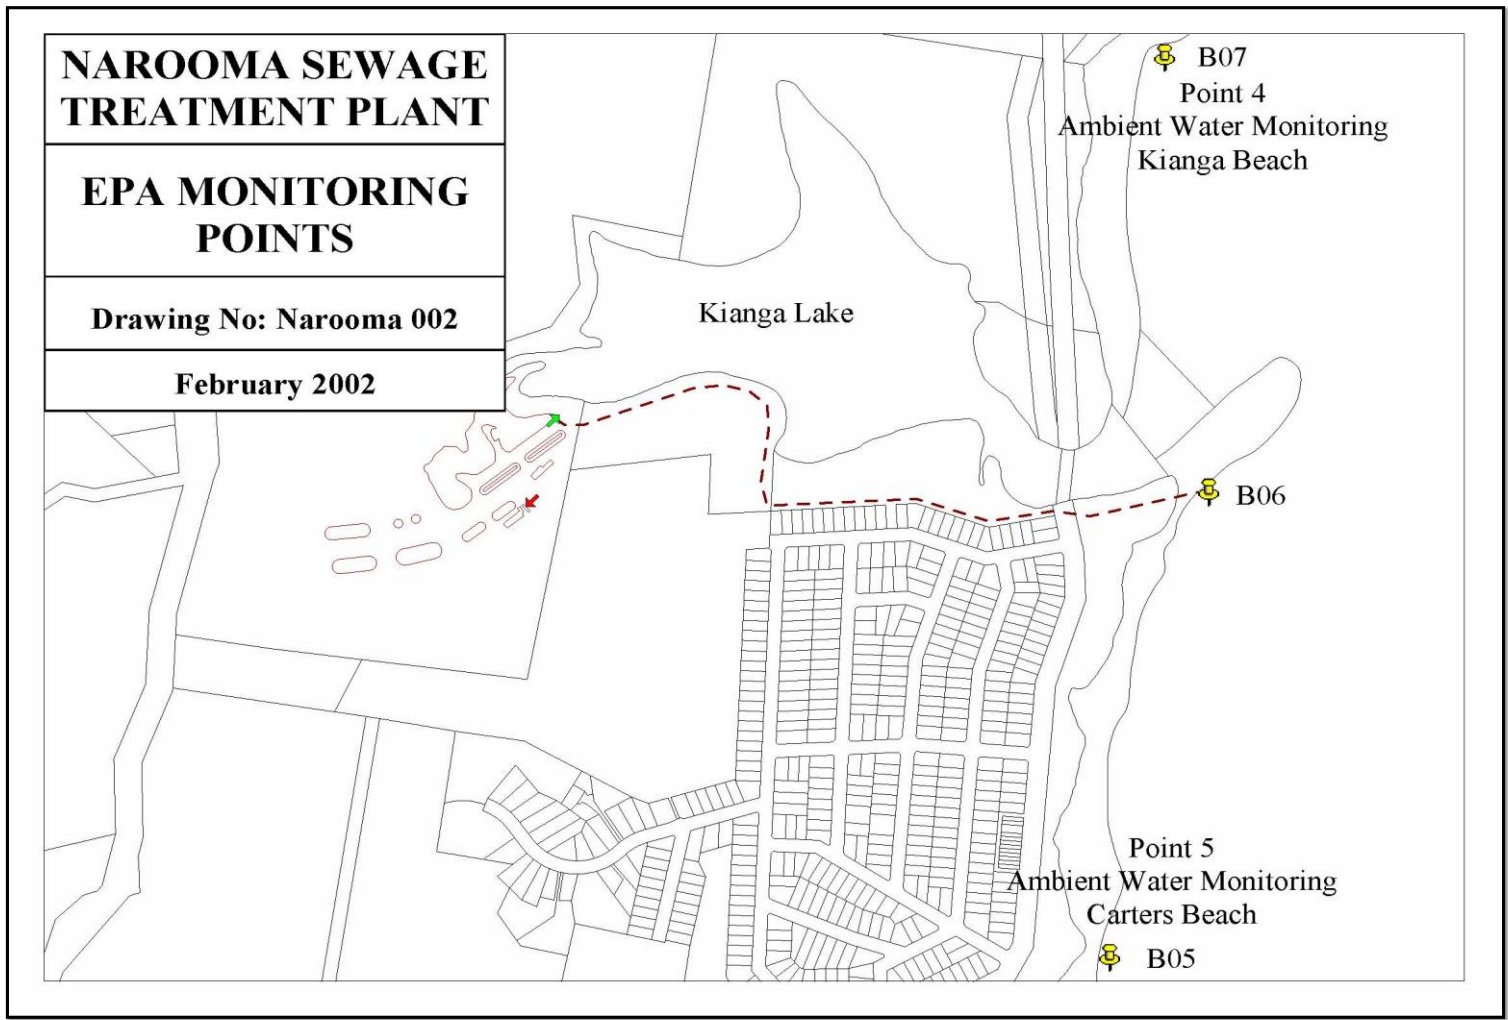 NAROOMA SEWAGE
TREATMENT PLANT
EPA MONITORING
POINTS
Drawing No: Narooma 002
February 2002
B07
Point 4
Ambient Water Monitoring
Kianga Beach
Kianga Lake
B06
Point 5
Ambient Water Monitoring
Carters Beach
B05